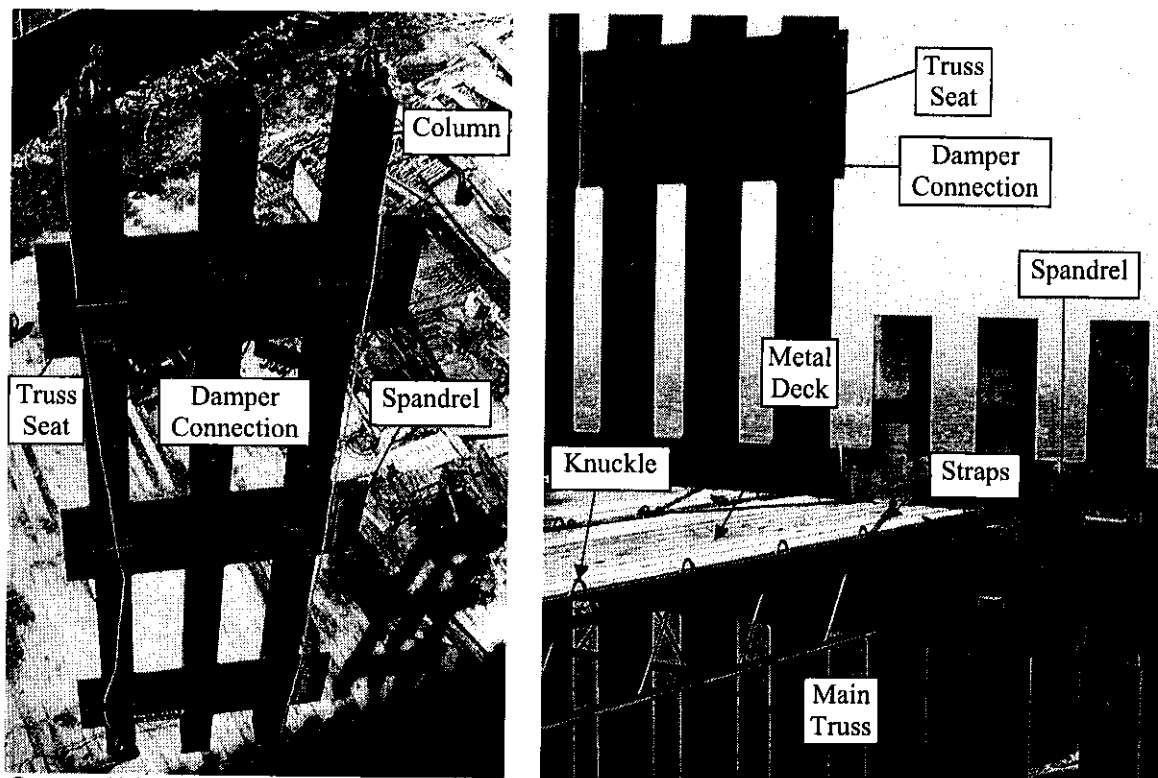 Column
Truss
Seat
Damper
Connection
Spandrel
Truss
Seat
Damper
Connection
Spandrel
Metal
Deck
Knuckle
Straps
Main
Truss